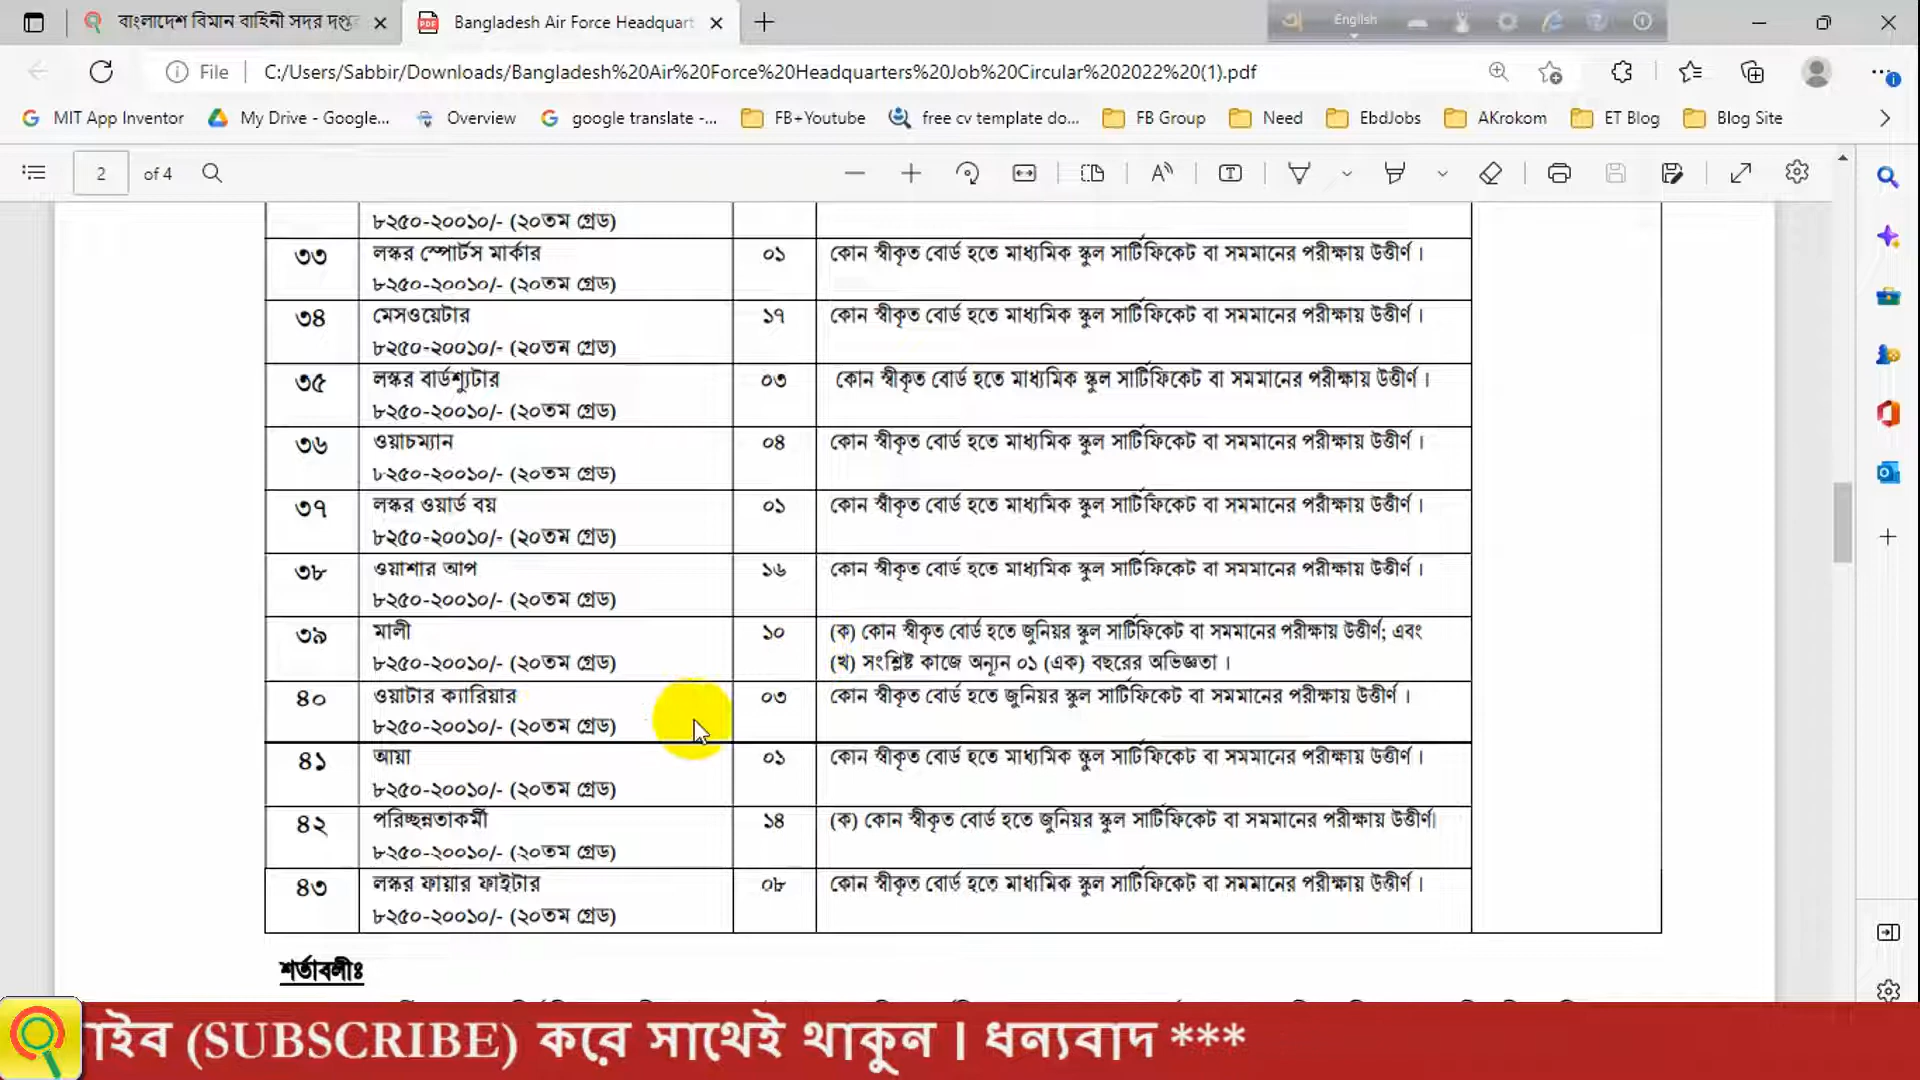 বাংলাদেশ বিমান বাহিনী সদর দপ্ত
Bangladesh Air Force Headquart
English
File
C:/Users/Sabbir/Downloads/Bangladesh%20Air%20Force%20Headquarters%20Job%20Circular%202022%20(1).pdf
MIT App Inventor
My Drive - Google...
Overview
google translate -...
FB+Youtube
free cv template do...
FB Group
Need
EbdJobs
AKrokom
ET Blog
Blog Site
2 of 4
৮২৫০-২০০১০/- (২০তম গ্রেড)
৩৩ লস্কর স্পোর্টস মার্কার ০১ কোন স্বীকৃত বোর্ড হতে মাধ্যমিক স্কুল সার্টিফিকেট বা সমমানের পরীক্ষায় উত্তীর্ণ।
৮২৫০-২০০১০/- (২০তম গ্রেড)
৩৪ মেসওয়েটার ১৭ কোন স্বীকৃত বোর্ড হতে মাধ্যমিক স্কুল সার্টিফিকেট বা সমমানের পরীক্ষায় উত্তীর্ণ।
৮২৫০-২০০১০/- (২০তম গ্রেড)
৩৫ লস্কর বার্ডশ্যুটার ০৩ কোন স্বীকৃত বোর্ড হতে মাধ্যমিক স্কুল সার্টিফিকেট বা সমমানের পরীক্ষায় উত্তীর্ণ।
৮২৫০-২০০১০/- (২০তম গ্রেড)
৩৬ ওয়াচম্যান ০৪ কোন স্বীকৃত বোর্ড হতে মাধ্যমিক স্কুল সার্টিফিকেট বা সমমানের পরীক্ষায় উত্তীর্ণ।
৮২৫০-২০০১০/- (২০তম গ্রেড)
৩৭ লস্কর ওয়ার্ড বয় ০১ কোন স্বীকৃত বোর্ড হতে মাধ্যমিক স্কুল সার্টিফিকেট বা সমমানের পরীক্ষায় উত্তীর্ণ।
৮২৫০-২০০১০/- (২০তম গ্রেড)
৩৮ ওয়াশার আপ ১৬ কোন স্বীকৃত বোর্ড হতে মাধ্যমিক স্কুল সার্টিফিকেট বা সমমানের পরীক্ষায় উত্তীর্ণ।
৮২৫০-২০০১০/- (২০তম গ্রেড)
৩৯ মালী ১০ (ক) কোন স্বীকৃত বোর্ড হতে জুনিয়র স্কুল সার্টিফিকেট বা সমমানের পরীক্ষায় উত্তীর্ণ; এবং
৮২৫০-২০০১০/- (২০তম গ্রেড) (খ) সংশ্লিষ্ট কাজে অন্যূন ০১ (এক) বছরের অভিজ্ঞতা।
৪০ ওয়াটার ক্যারিয়ার ০৩ কোন স্বীকৃত বোর্ড হতে জুনিয়র স্কুল সার্টিফিকেট বা সমমানের পরীক্ষায় উত্তীর্ণ।
৮২৫০-২০০১০/- (২০তম গ্রেড)
৪১ আয়া ০১ কোন স্বীকৃত বোর্ড হতে মাধ্যমিক স্কুল সার্টিফিকেট বা সমমানের পরীক্ষায় উত্তীর্ণ।
৮২৫০-২০০১০/- (২০তম গ্রেড)
৪২ পরিচ্ছন্নতাকর্মী ১৪ (ক) কোন স্বীকৃত বোর্ড হতে জুনিয়র স্কুল সার্টিফিকেট বা সমমানের পরীক্ষায় উত্তীর্ণ।
৮২৫০-২০০১০/- (২০তম গ্রেড)
৪৩ লস্কর ফায়ার ফাইটার ০৮ কোন স্বীকৃত বোর্ড হতে মাধ্যমিক স্কুল সার্টিফিকেট বা সমমানের পরীক্ষায় উত্তীর্ণ।
৮২৫০-২০০১০/- (২০তম গ্রেড)
শর্তাবলীঃ
াইব (SUBSCRIBE) করে সাথেই থাকুন । ধন্যবাদ ***